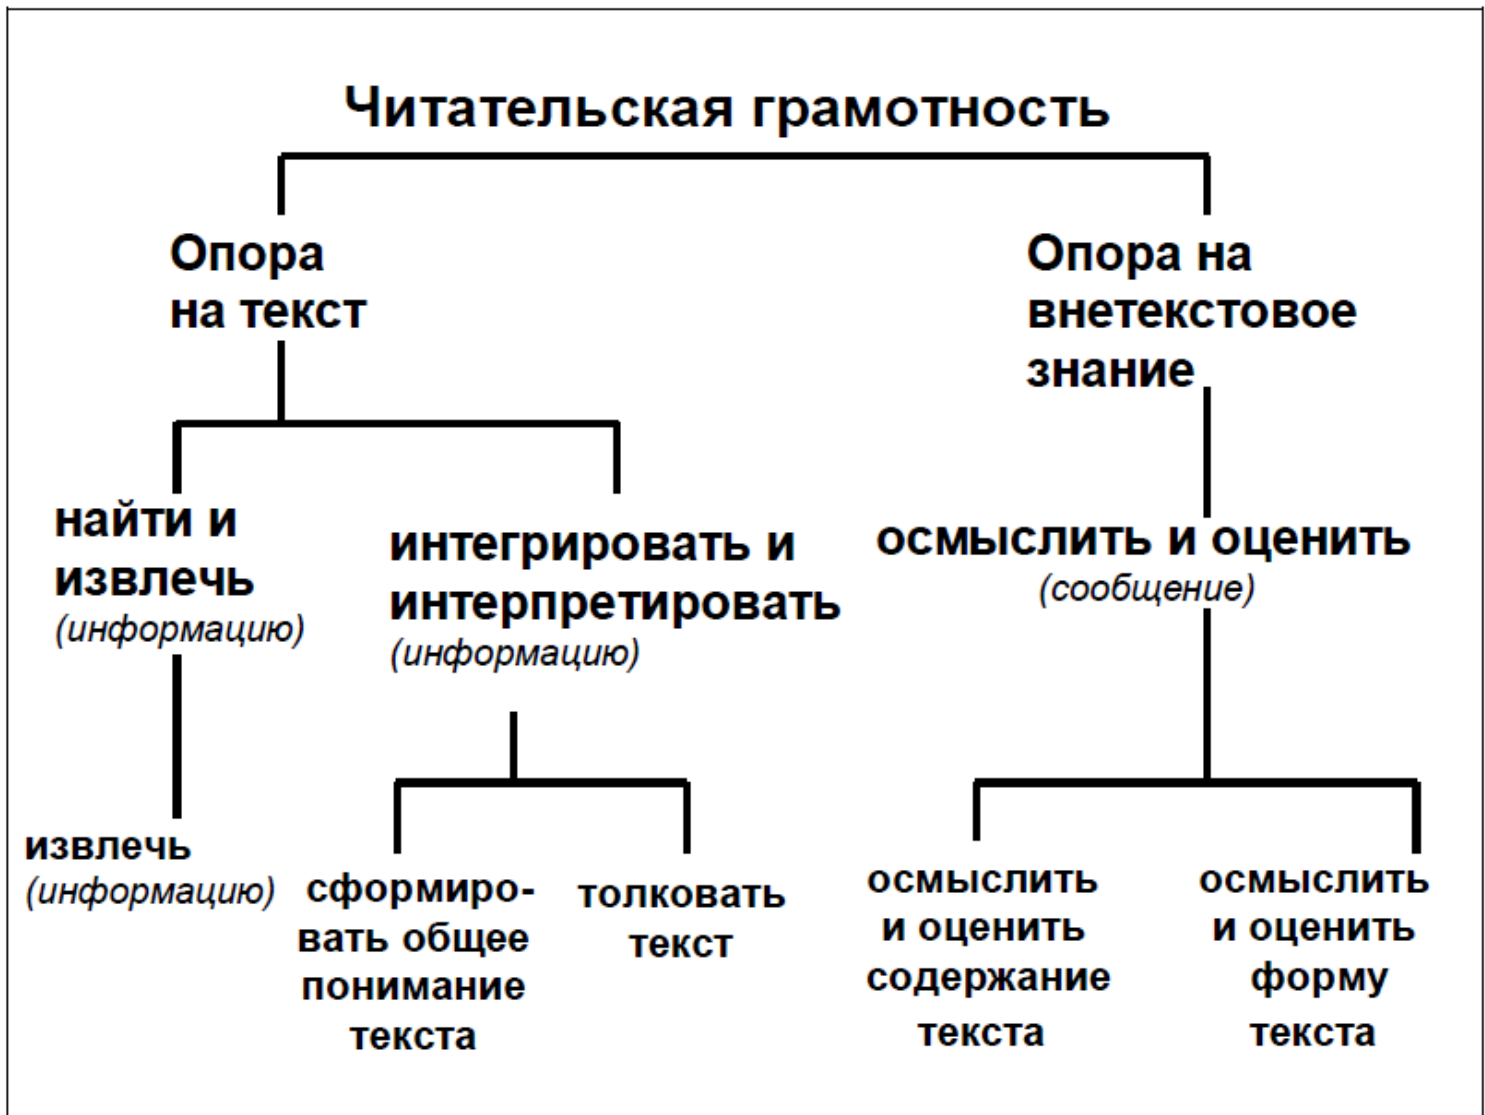 Читательская грамотность
Опора
на текст
Опора на
внетекстовое
знание
найти и
извлечь
(информацию)
интегрировать и
интерпретировать
(информацию)
осмыслить и оценить
(сообщение)
извлечь
(информацию)
сформиро-
вать общее
понимание
текста
толковать
текст
осмыслить
и оценить
содержание
текста
осмыслить
и оценить
форму
текста